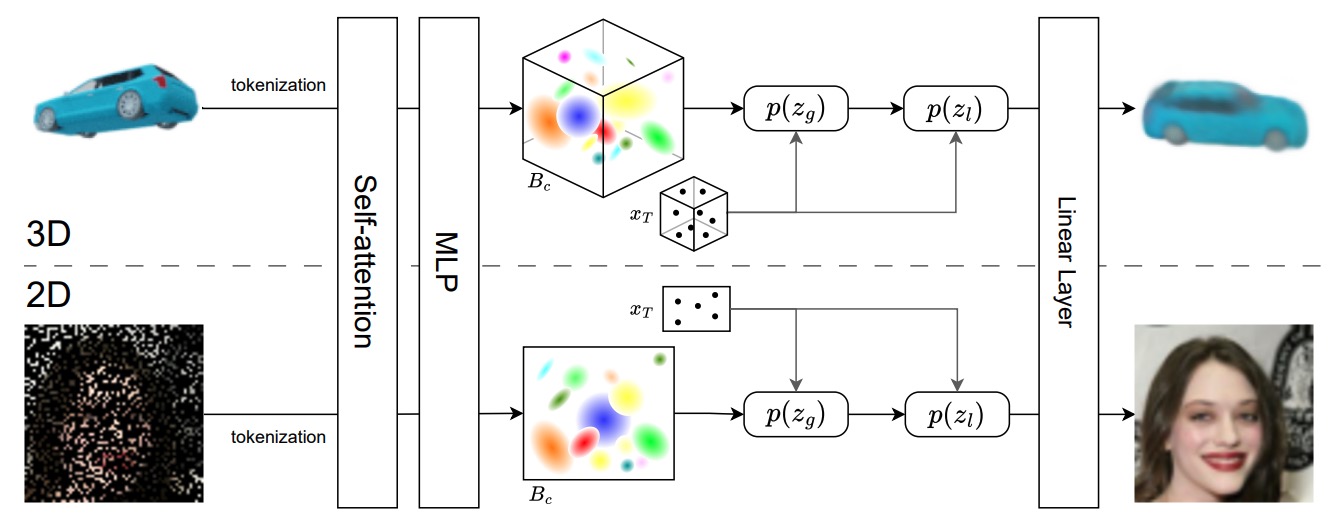 tokenization
Self-attention
MLP
$B_c$
$p(z_g)$
$p(z_l)$
$x_T$
Linear Layer
3D
2D
$x_T$
tokenization
$B_c$
$p(z_g)$
$p(z_l)$